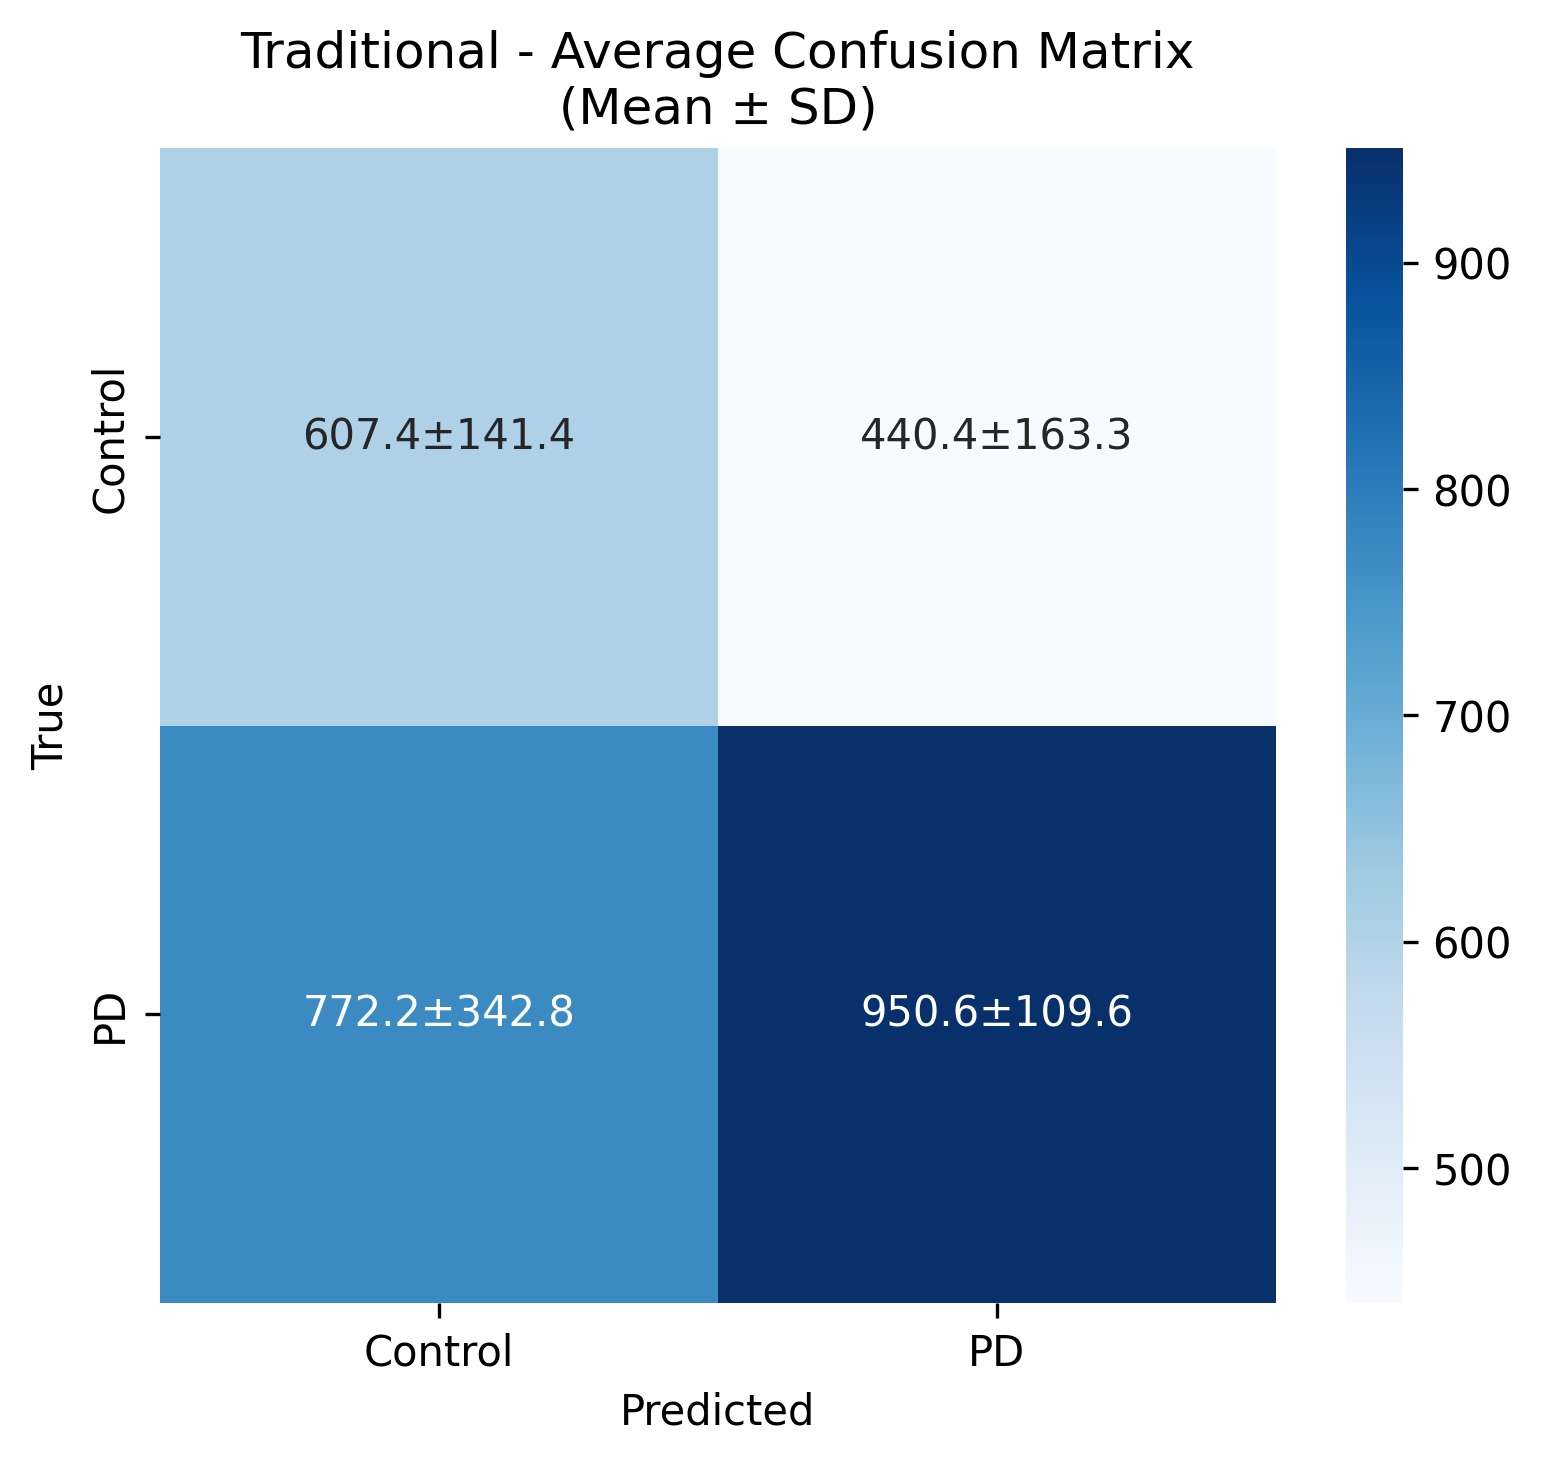 Traditional - Average Confusion Matrix
(Mean ± SD)
Control
607.4±141.4
440.4±163.3
True
PD
772.2±342.8
950.6±109.6
Control
PD
Predicted
900
800
700
600
500